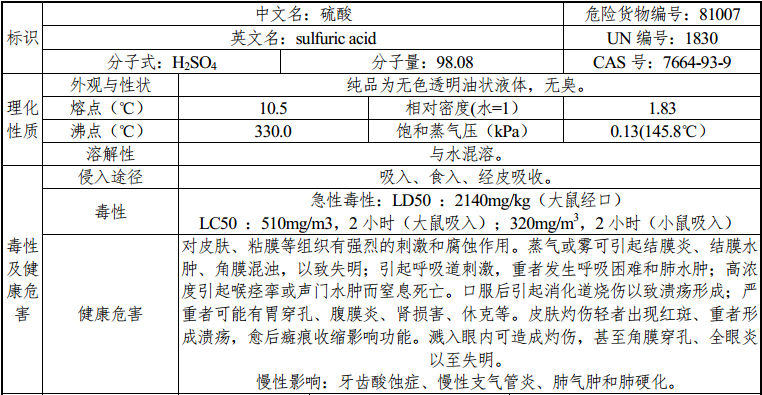 标识
中文名：硫酸
危险货物编号：81007
英文名：sulfuric acid
UN 编号：1830
分子式：H₂SO₄
分子量：98.08
CAS 号：7664-93-9
理化性质
外观与性状
纯品为无色透明油状液体，无臭。
熔点（℃）
10.5
相对密度(水=1)
1.83
沸点（℃）
330.0
饱和蒸气压（kPa）
0.13(145.8℃）
溶解性
与水混溶。
毒性及健康危害
侵入途径
吸入、食入、经皮吸收。
毒性
急性毒性：LD50 ：2140mg/kg（大鼠经口）
LC50 ：510mg/m3，2 小时（大鼠吸入）；320mg/m³，2 小时（小鼠吸入）
健康危害
对皮肤、粘膜等组织有强烈的刺激和腐蚀作用。蒸气或雾可引起结膜炎、结膜水
肿、角膜混浊，以致失明；引起呼吸道刺激，重者发生呼吸困难和肺水肿；高浓
度引起喉痉挛或声门水肿而窒息死亡。口服后引起消化道烧伤以致溃疡形成；严
重者可能有胃穿孔、腹膜炎、肾损害、休克等。皮肤灼伤轻者出现红斑、重者形
成溃疡，愈后瘢痕收缩影响功能。溅入眼内可造成灼伤，甚至角膜穿孔、全眼炎
以至失明。
慢性影响：牙齿酸蚀症、慢性支气管炎、肺气肿和肺硬化。